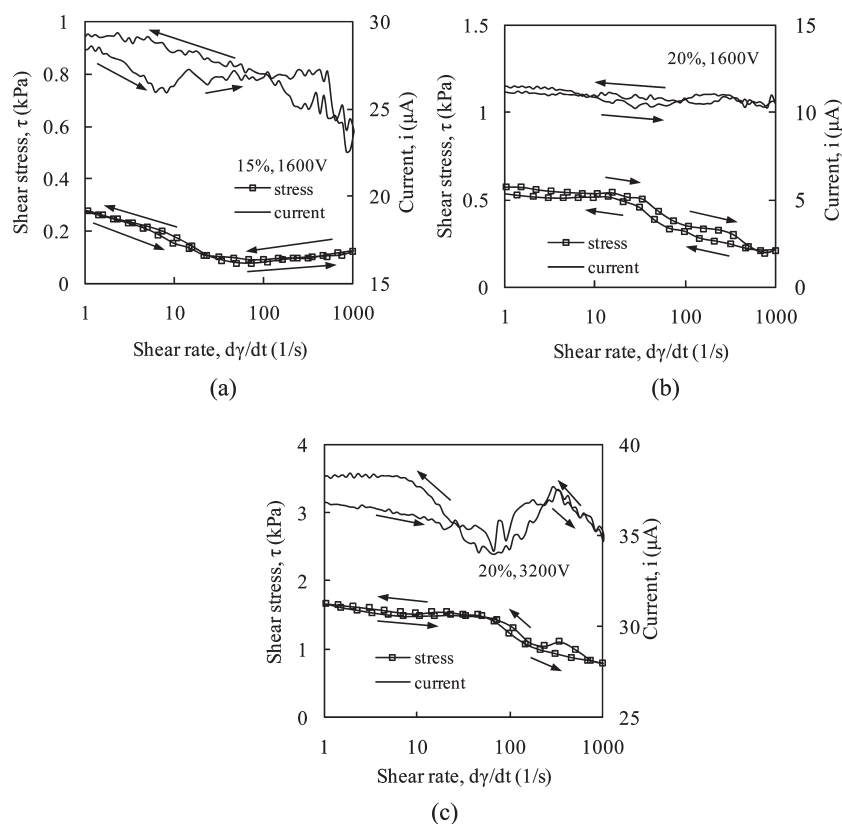 1
0.8
0.6
0.4
0.2
0
Shear stress, τ (kPa)
30
25
20
15
Current, i (μA)
15%, 1600V
stress
current
1 10 100 1000
Shear rate, dγ/dt (1/s)
(a)
1.5
1
0.5
0
Shear stress, τ (kPa)
15
10
5
0
Current, i (μA)
20%, 1600V
stress
current
1 10 100 1000
Shear rate, dγ/dt (1/s)
(b)
4
3
2
1
0
Shear stress, τ (kPa)
40
35
30
25
Current, i (μA)
20%, 3200V
stress
current
1 10 100 1000
Shear rate, dγ/dt (1/s)
(c)